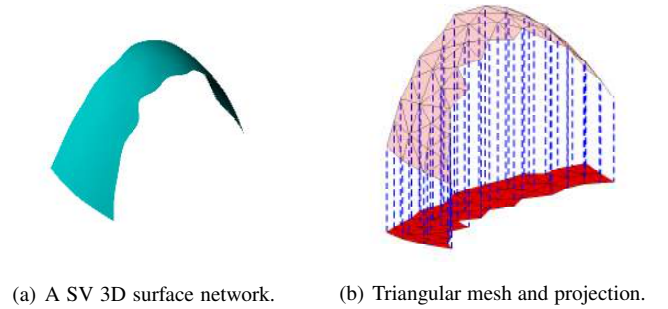 (a) A SV 3D surface network.
(b) Triangular mesh and projection.